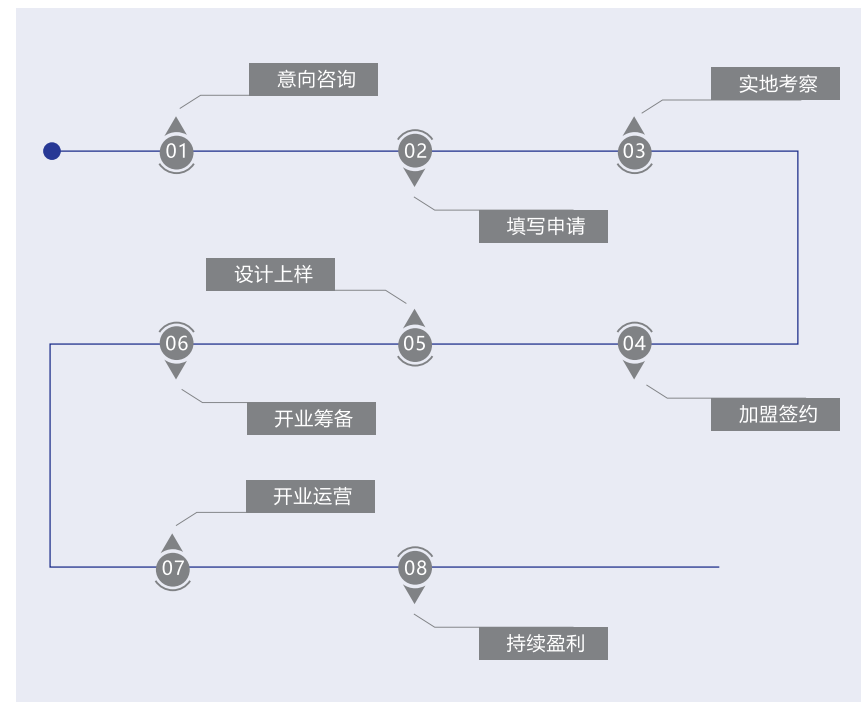 意向咨询
01
02
填写申请
实地考察
03
04
加盟签约
设计上样
05
06
开业筹备
开业运营
07
08
持续盈利